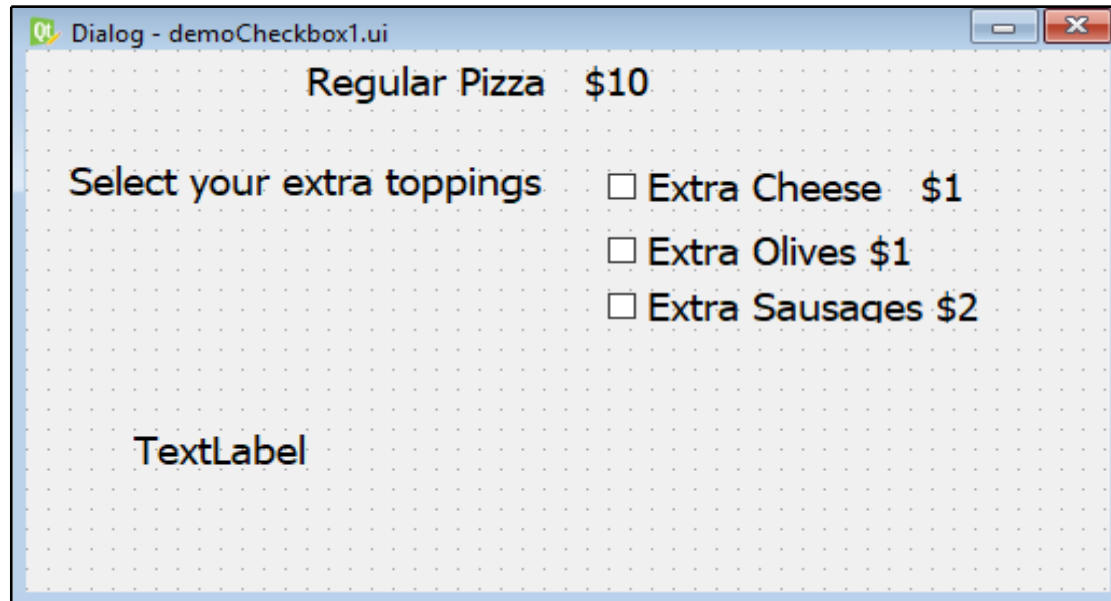 Qt Dialog - demoCheckbox1.ui
Regular Pizza $10
Select your extra toppings
Extra Cheese $1
Extra Olives $1
Extra Sausages $2
TextLabel